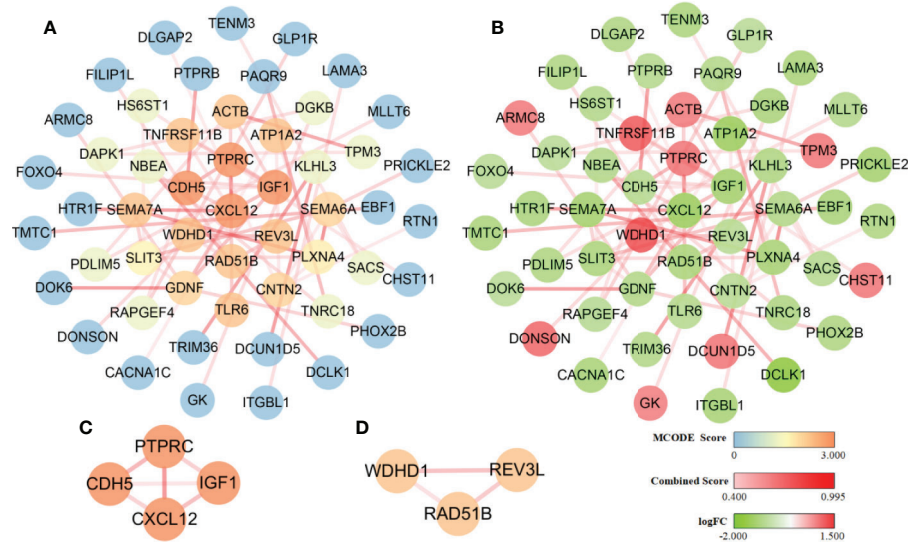 A
TENM3
DLGAP2
GLP1R
FILIP1L
PTPRB
PAQR9
LAMA3
HS6ST1
ACTB
DGKB
MLLT6
ARMC8
TNFRSF11B
ATP1A2
DAPK1
PTPRC
TPM3
FOXO4
NBEA
KLHL3
PRICKLE2
CDH5
IGF1
HTR1F
SEMA7A
CXCL12
SEMA6A
EBF1
TMTC1
WDHD1
REV3L
RTN1
PDLIM5
SLIT3
RAD51B
PLXNA4
SACS
CHST11
DOK6
GDNF
CNTN2
RAPGEF4
TLR6
TNRC18
PHOX2B
DONSON
TRIM36
DCUN1D5
CACNA1C
DCLK1
GK
ITGBL1
B
TENM3
DLGAP2
GLP1R
FILIP1L
PTPRB
PAQR9
LAMA3
HS6ST1
ACTB
DGKB
MLLT6
ARMC8
TNFRSF11B
ATP1A2
DAPK1
PTPRC
TPM3
FOXO4
NBEA
KLHL3
PRICKLE2
CDH5
IGF1
HTR1F
SEMA7A
CXCL12
SEMA6A
EBF1
TMTC1
WDHD1
REV3L
RTN1
PDLIM5
SLIT3
RAD51B
PLXNA4
SACS
CHST11
DOK6
GDNF
CNTN2
RAPGEF4
TLR6
TNRC18
PHOX2B
DONSON
TRIM36
DCUN1D5
CACNA1C
DCLK1
GK
ITGBL1
C
PTPRC
CDH5
IGF1
CXCL12
D
WDHD1
REV3L
RAD51B
MCODE Score
0 3.000
Combined Score
0.400 0.995
logFC
-2.000 1.500